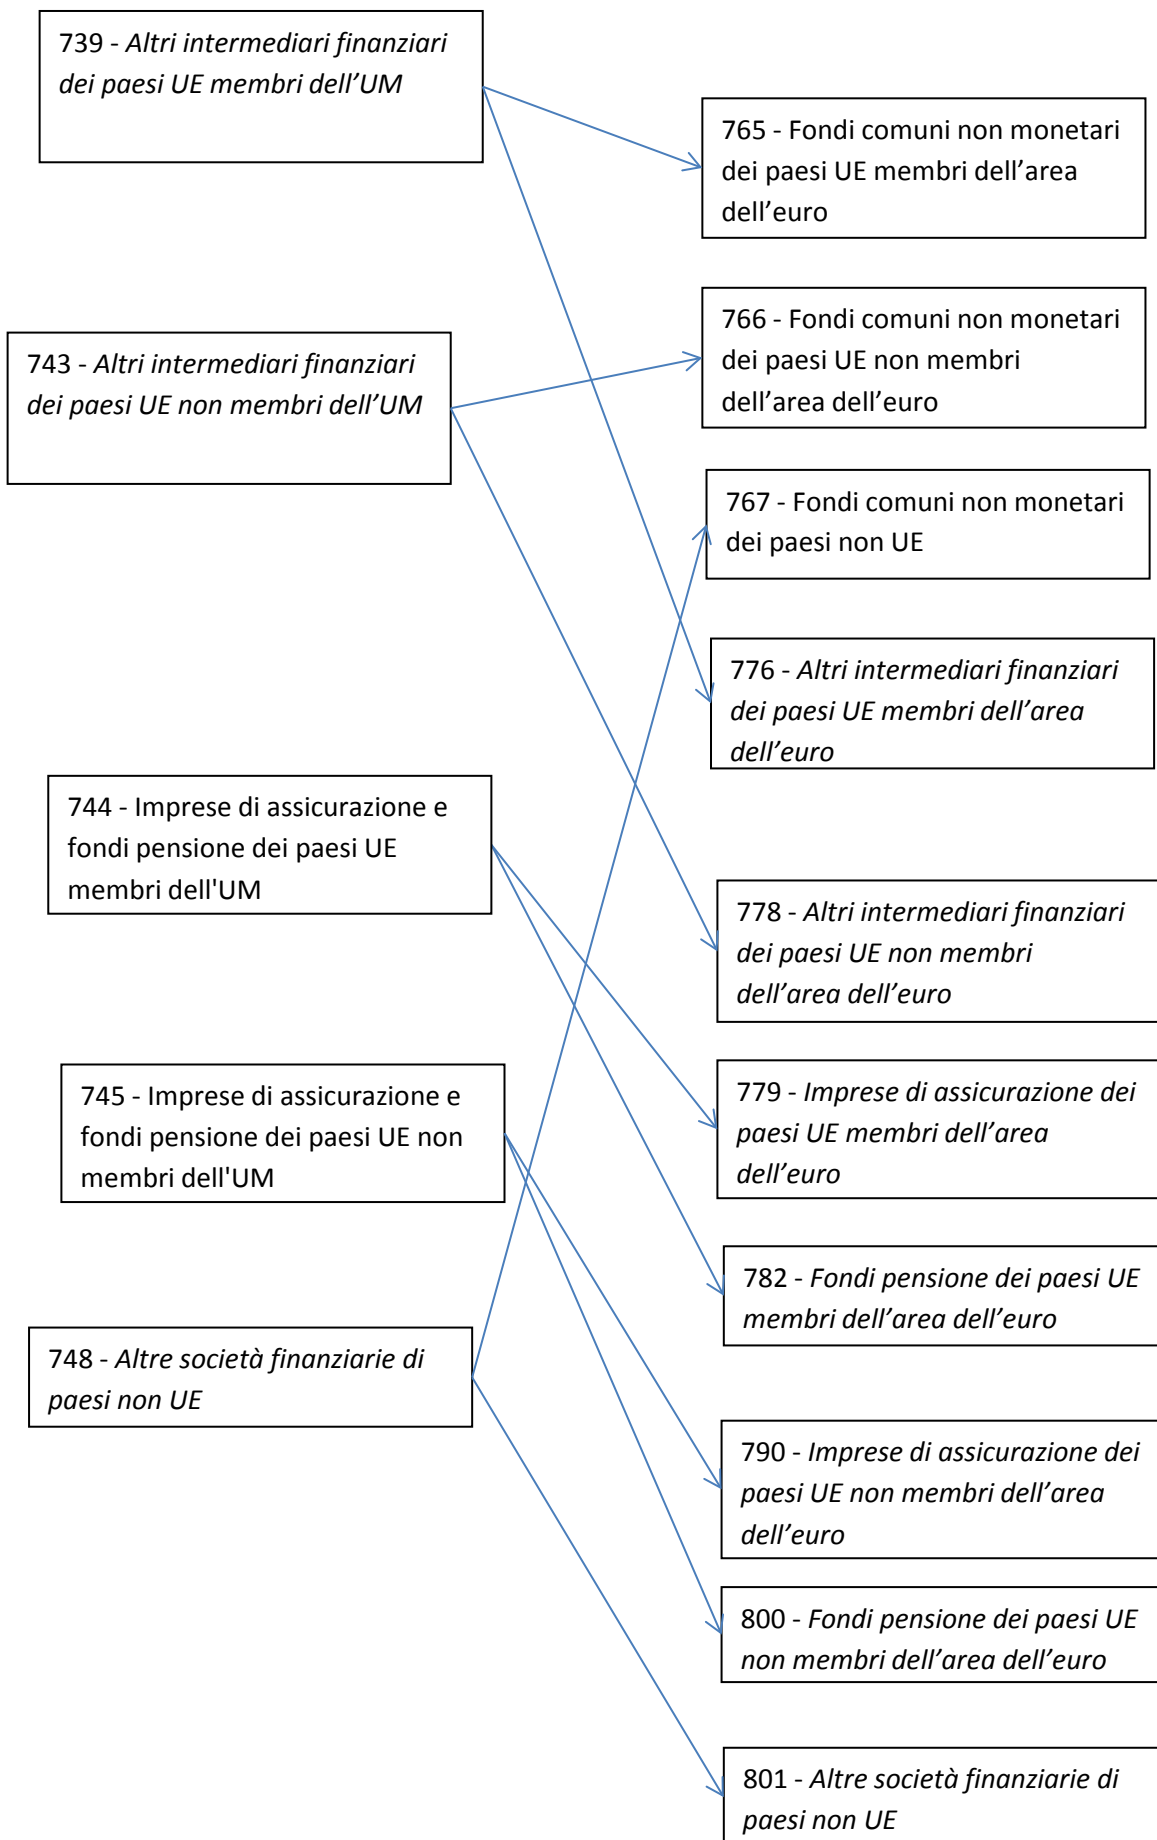 739 - Altri intermediari finanziari
dei paesi UE membri dell’UM
743 - Altri intermediari finanziari
dei paesi UE non membri dell’UM
744 - Imprese di assicurazione e
fondi pensione dei paesi UE
membri dell'UM
745 - Imprese di assicurazione e
fondi pensione dei paesi UE non
membri dell'UM
748 - Altre società finanziarie di
paesi non UE
765 - Fondi comuni non monetari
dei paesi UE membri dell’area
dell’euro
766 - Fondi comuni non monetari
dei paesi UE non membri
dell’area dell’euro
767 - Fondi comuni non monetari
dei paesi non UE
776 - Altri intermediari finanziari
dei paesi UE membri dell’area
dell’euro
778 - Altri intermediari finanziari
dei paesi UE non membri
dell’area dell’euro
779 - Imprese di assicurazione dei
paesi UE membri dell’area
dell’euro
782 - Fondi pensione dei paesi UE
membri dell’area dell’euro
790 - Imprese di assicurazione dei
paesi UE non membri dell’area
dell’euro
800 - Fondi pensione dei paesi UE
non membri dell’area dell’euro
801 - Altre società finanziarie di
paesi non UE